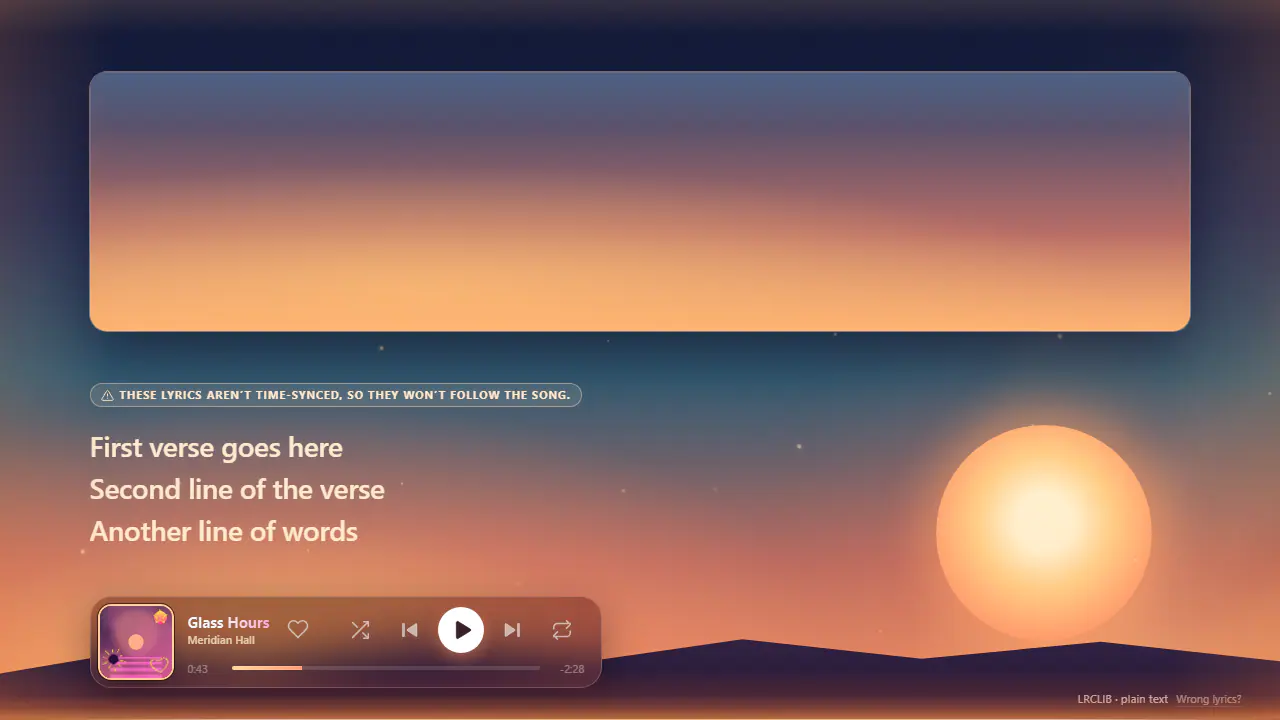 THESE LYRICS AREN'T TIME-SYNCED, SO THEY WON'T FOLLOW THE SONG.
First verse goes here
Second line of the verse
Another line of words
Glass Hours
Meridian Hall
0:43
-2:28
LRCLIB · plain text Wrong lyrics?